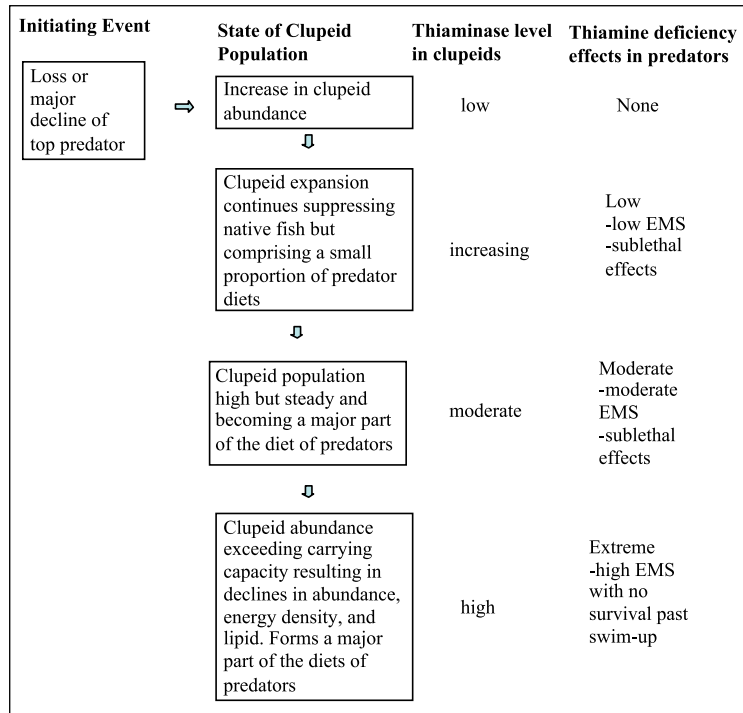 Initiating Event
State of Clupeid
Population
Thiaminase level
in clupeids
Thiamine deficiency
effects in predators
Loss or
major
decline of
top predator
Increase in clupeid
abundance
low
None
Clupeid expansion
continues suppressing
native fish but
comprising a small
proportion of predator
diets
increasing
Low
-low EMS
-sublethal
effects
Clupeid population
high but steady and
becoming a major part
of the diet of predators
moderate
Moderate
-moderate
EMS
-sublethal
effects
Clupeid abundance
exceeding carrying
capacity resulting in
declines in abundance,
energy density, and
lipid. Forms a major
part of the diets of
predators
high
Extreme
-high EMS
with no
survival past
swim-up